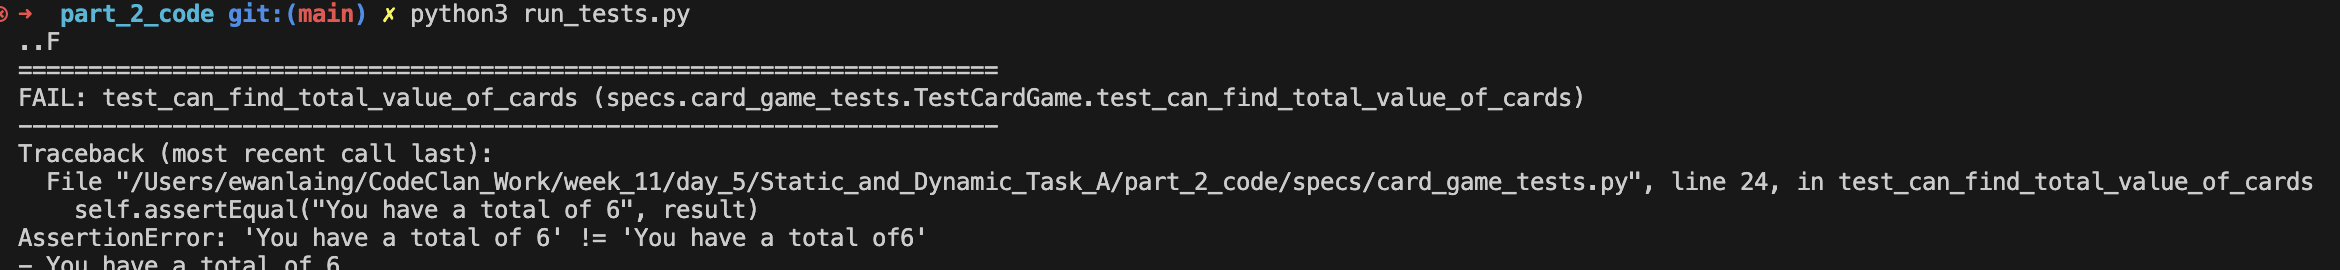 ➜ part_2_code git:(main) ✗ python3 run_tests.py
..F
======================================================================
FAIL: test_can_find_total_value_of_cards (specs.card_game_tests.TestCardGame.test_can_find_total_value_of_cards)
----------------------------------------------------------------------
Traceback (most recent call last):
  File "/Users/ewanlaing/CodeClan_Work/week_11/day_5/Static_and_Dynamic_Task_A/part_2_code/specs/card_game_tests.py", line 24, in test_can_find_total_value_of_cards
    self.assertEqual("You have a total of 6", result)
AssertionError: 'You have a total of 6' != 'You have a total of6'
- You have a total of 6